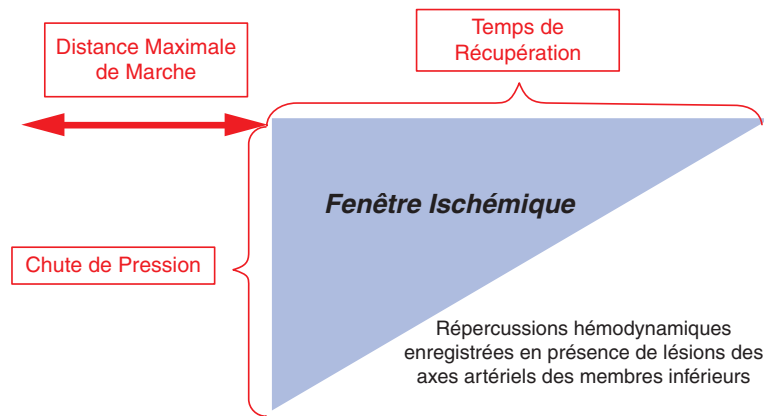 Distance Maximale
de Marche
Temps de
Récupération
Fenêtre Ischémique
Chute de Pression
Répercussions hémodynamiques
enregistrées en présence de lésions des
axes artériels des membres inférieurs